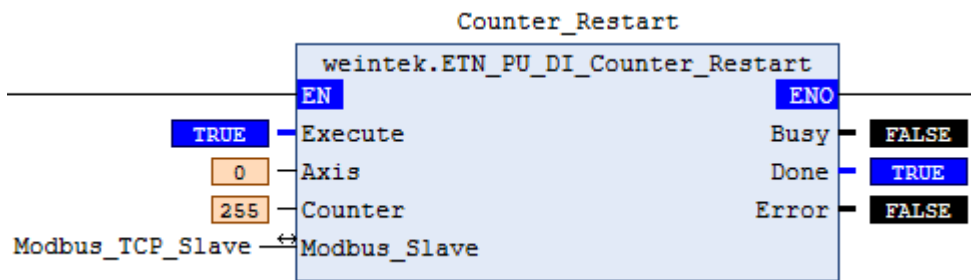 Counter_Restart
weintek.ETN_PU_DI_Counter_Restart
EN ENO
TRUE Execute Busy FALSE
0 Axis Done TRUE
255 Counter Error FALSE
Modbus_TCP_Slave Modbus_Slave